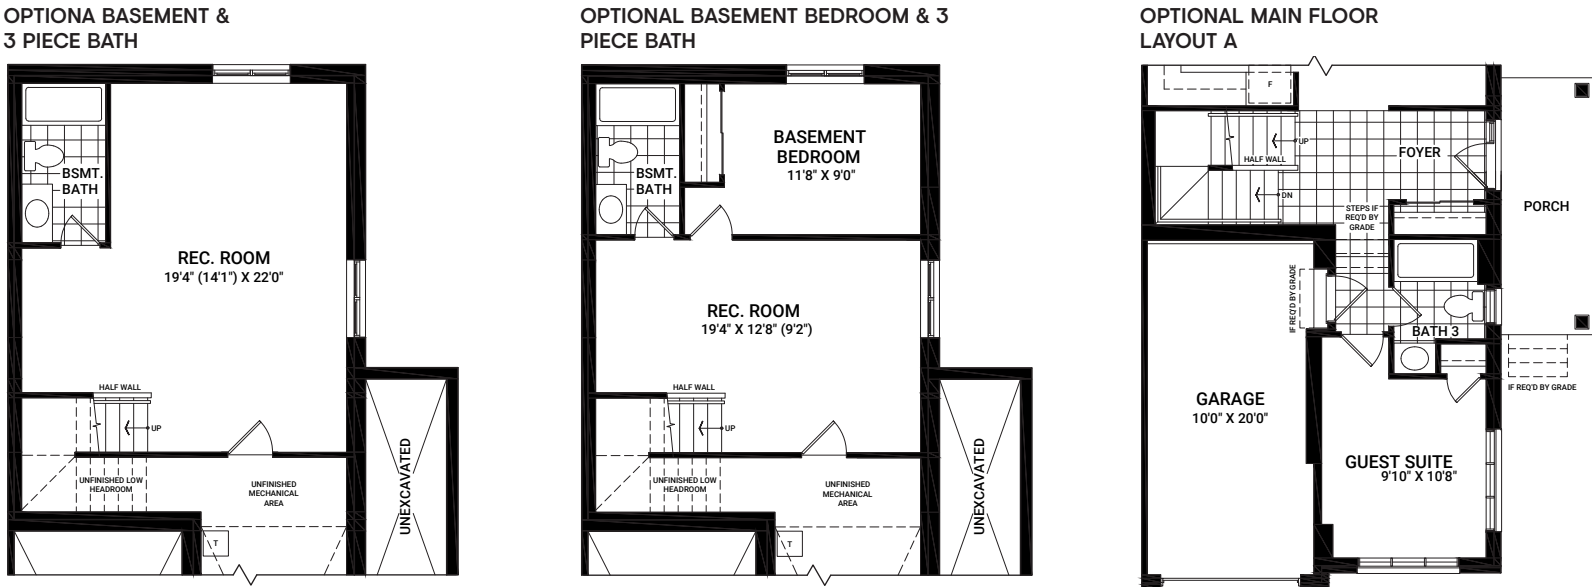 OPTIONA BASEMENT &
3 PIECE BATH
BSMT.
BATH
REC. ROOM
19'4" (14'1") X 22'0"
HALF WALL
UP
UNFINISHED LOW
HEADROOM
UNFINISHED
MECHANICAL
AREA
T
UNEXCAVATED
OPTIONAL BASEMENT BEDROOM & 3
PIECE BATH
BASEMENT
BEDROOM
11'8" X 9'0"
BSMT.
BATH
REC. ROOM
19'4" X 12'8" (9'2")
HALF WALL
UP
UNFINISHED LOW
HEADROOM
UNFINISHED
MECHANICAL
AREA
T
UNEXCAVATED
OPTIONAL MAIN FLOOR
LAYOUT A
F
UP
HALF WALL
FOYER
DN
STEPS IF
REQ'D BY
GRADE
PORCH
IF REQ'D BY GRADE
BATH 3
IF REQ'D BY GRADE
GARAGE
10'0" X 20'0"
GUEST SUITE
9'10" X 10'8"